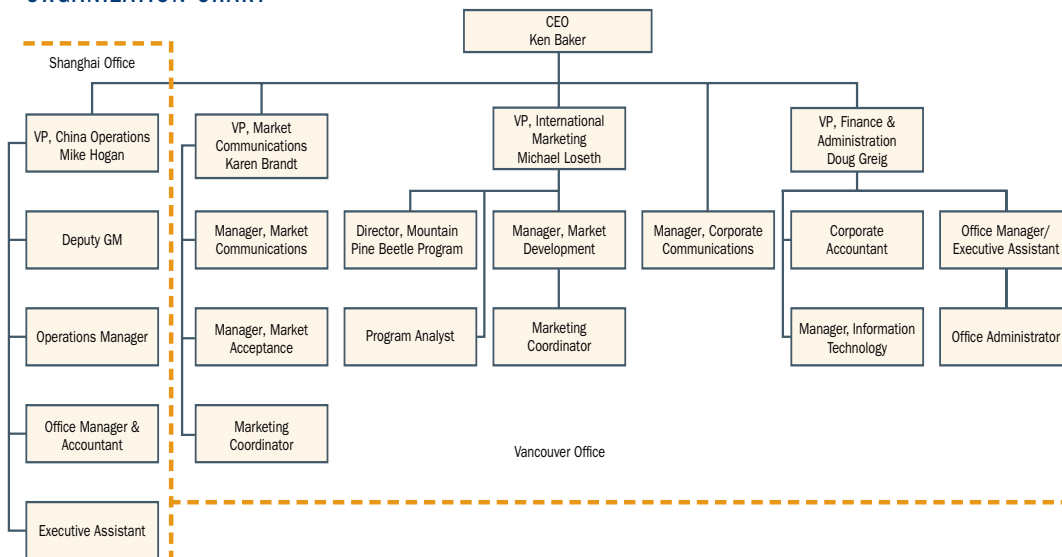 ORGANIZATION CHART
CEO
Ken Baker
Shanghai Office
VP, China Operations
Mike Hogan
VP, Market
Communications
Karen Brandt
VP, International
Marketing
Michael Loseth
VP, Finance &
Administration
Doug Greig
Deputy GM
Manager, Market
Communications
Director, Mountain
Pine Beetle Program
Manager, Market
Development
Manager, Corporate
Communications
Corporate
Accountant
Office Manager/
Executive Assistant
Operations Manager
Manager, Market
Acceptance
Program Analyst
Marketing
Coordinator
Manager, Information
Technology
Office Administrator
Office Manager &
Accountant
Marketing
Coordinator
Vancouver Office
Executive Assistant